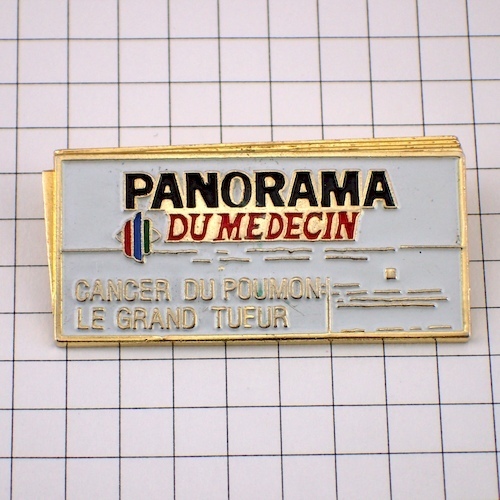 PANORAMA
DU MEDECIN
CANCER DU POUMON
LE GRAND TUEUR